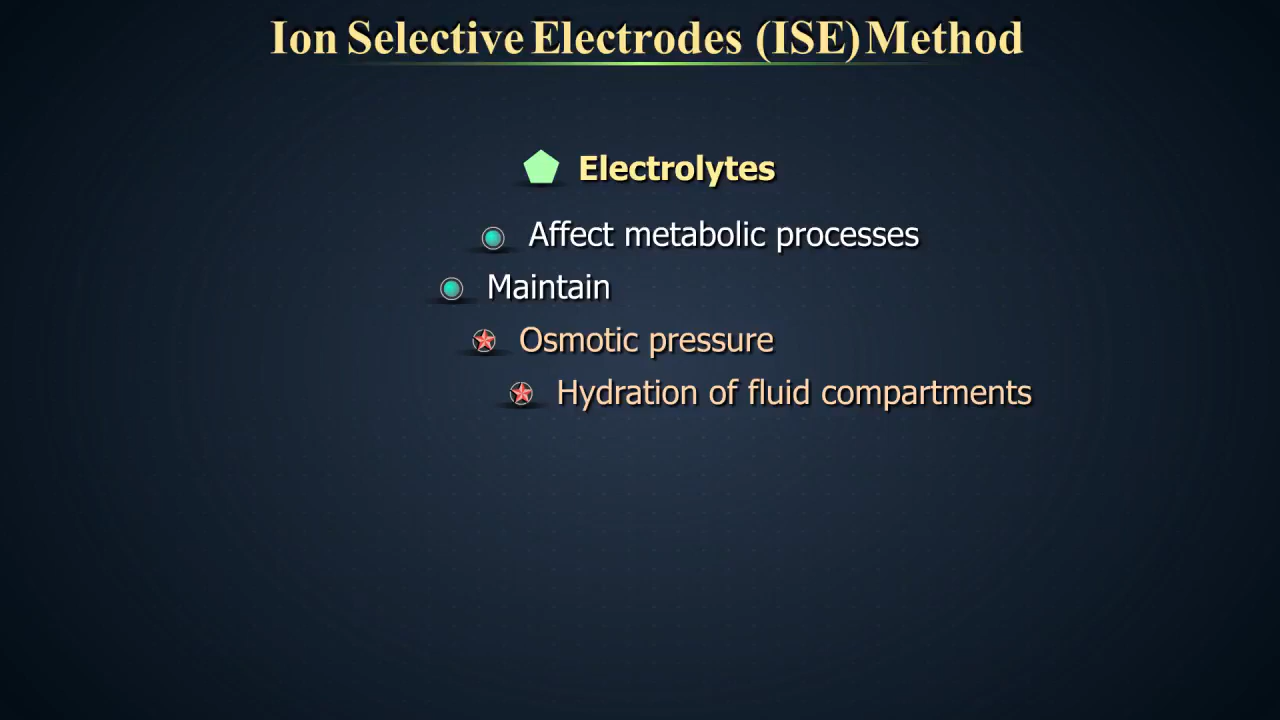 Ion Selective Electrodes (ISE) Method
Electrolytes
Affect metabolic processes
Maintain
Osmotic pressure
Hydration of fluid compartments